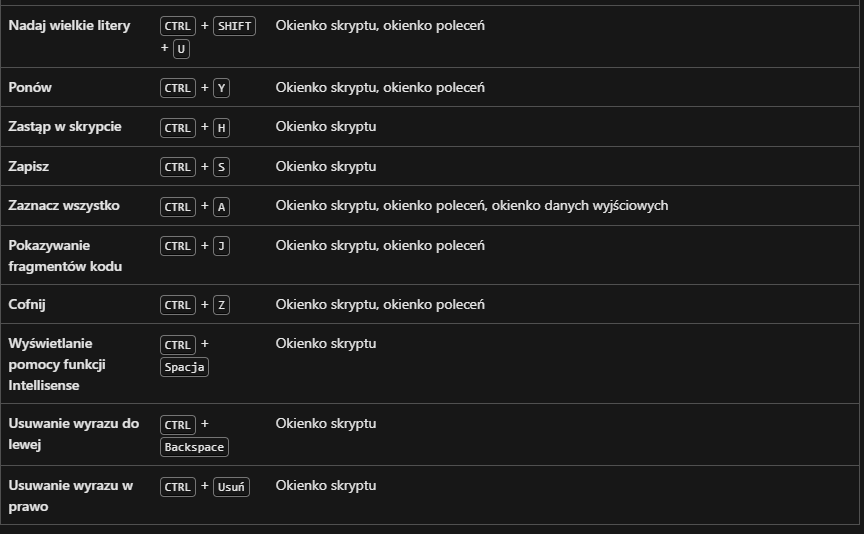 Nadaj wielkie litery CTRL + SHIFT Okienko skryptu, okienko poleceń
+ U
Ponów CTRL + Y Okienko skryptu, okienko poleceń
Zastąp w skrypcie CTRL + H Okienko skryptu
Zapisz CTRL + S Okienko skryptu
Zaznacz wszystko CTRL + A Okienko skryptu, okienko poleceń, okienko danych wyjściowych
Pokazywanie CTRL + J Okienko skryptu, okienko poleceń
fragmentów kodu
Cofnij CTRL + Z Okienko skryptu, okienko poleceń
Wyświetlanie CTRL + Okienko skryptu
pomocy funkcji Spacja
Intellisense
Usuwanie wyrazu do CTRL + Okienko skryptu
lewej Backspace
Usuwanie wyrazu w CTRL + Usuń Okienko skryptu
prawo